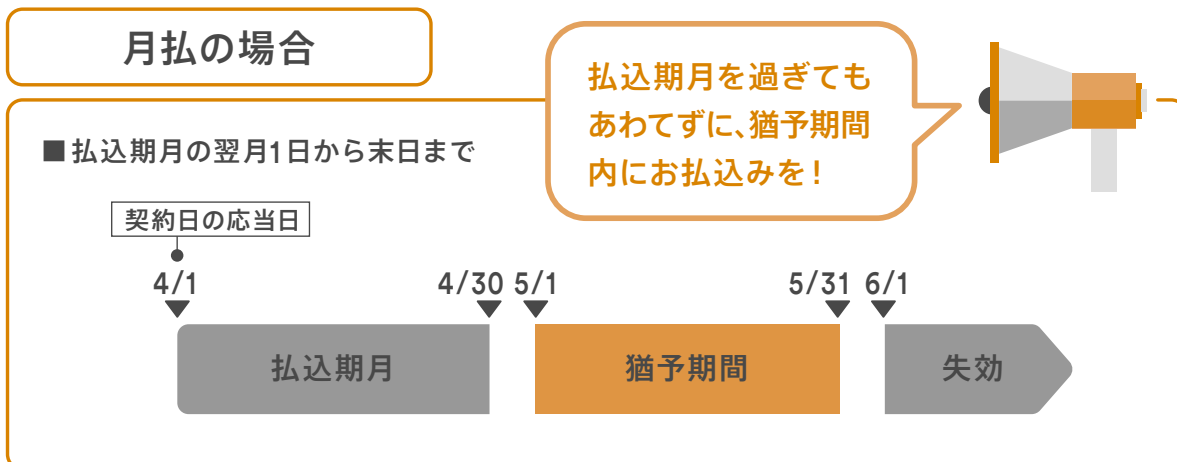 月払の場合
払込期月を過ぎても
あわてずに、猶予期間
内にお払込みを！
■払込期月の翌月1日から末日まで
契約日の応当日
4/1 4/30 5/1 5/31 6/1
払込期月 猶予期間 失効